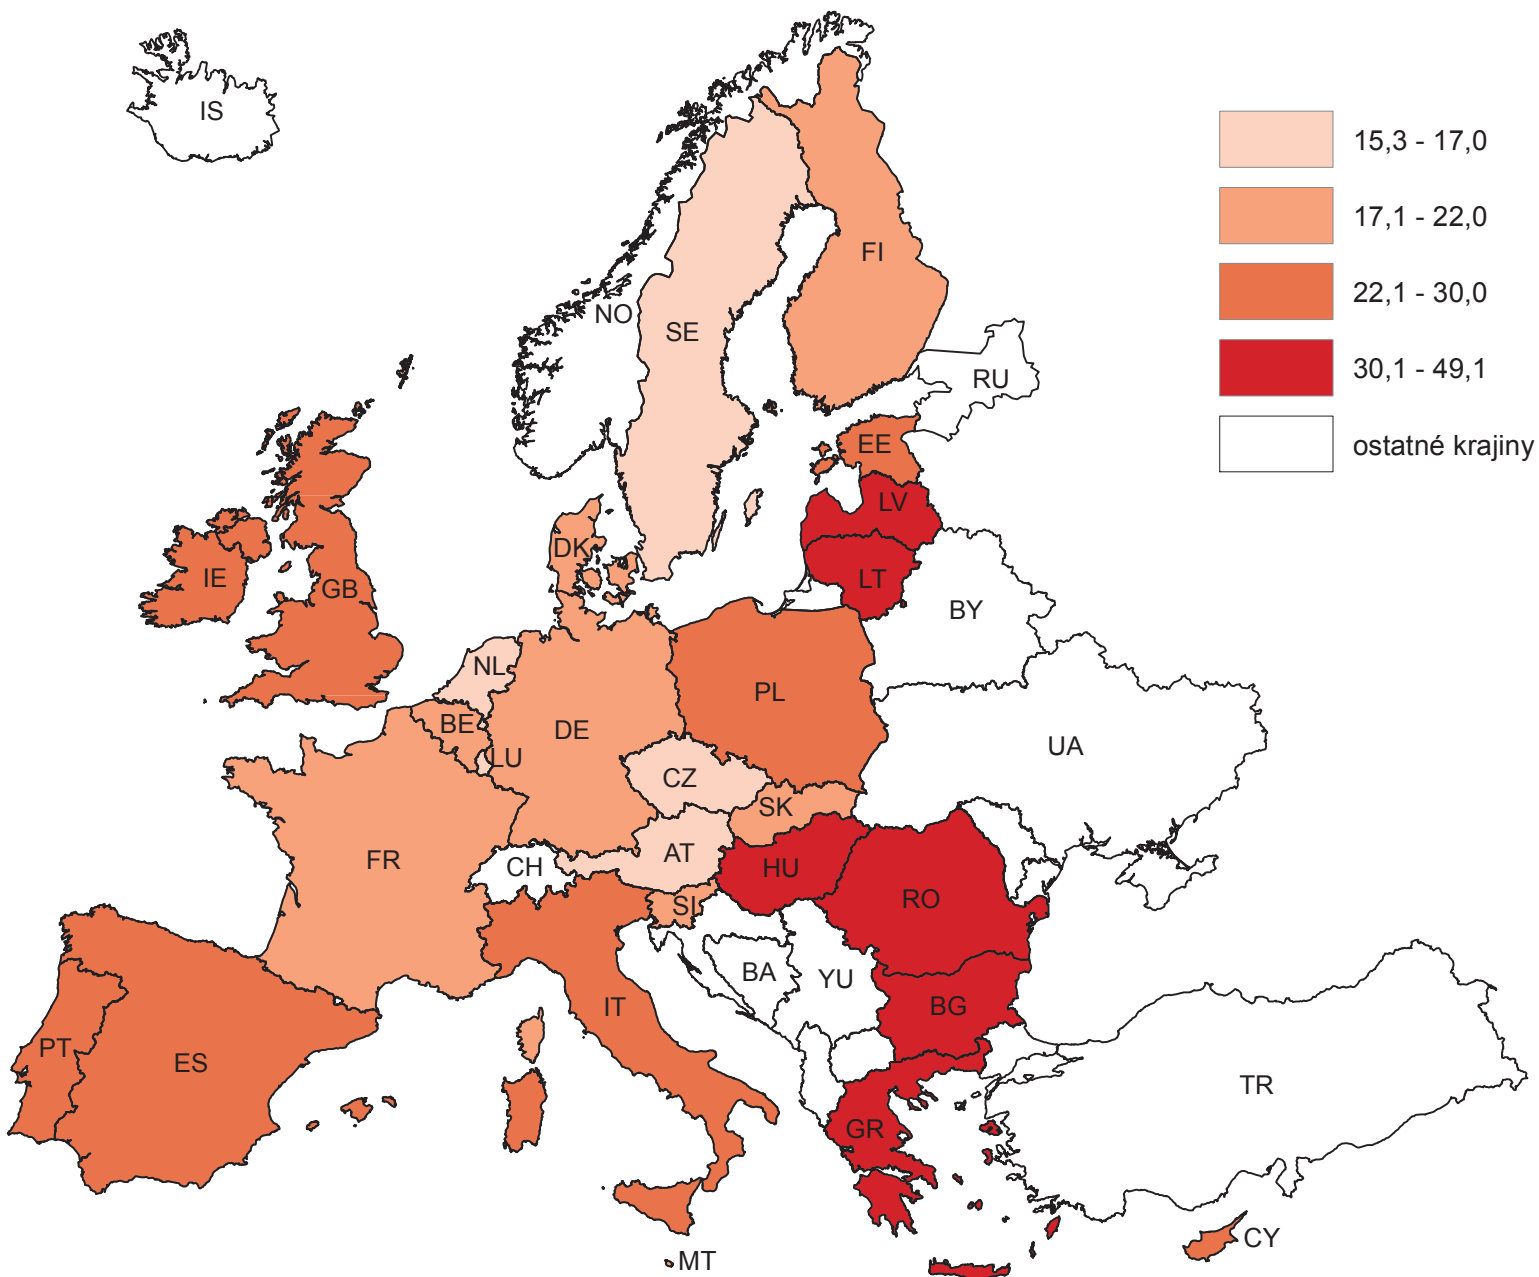 IS
15,3 - 17,0
17,1 - 22,0
22,1 - 30,0
30,1 - 49,1
ostatné krajiny
FI
NO
SE
RU
EE
LV
DK
LT
IE
GB
BY
NL
PL
BE
DE
LU
UA
CZ
SK
FR
CH
AT
HU
SI
RO
BA
YU
IT
BG
PT
ES
TR
GR
CY
MT